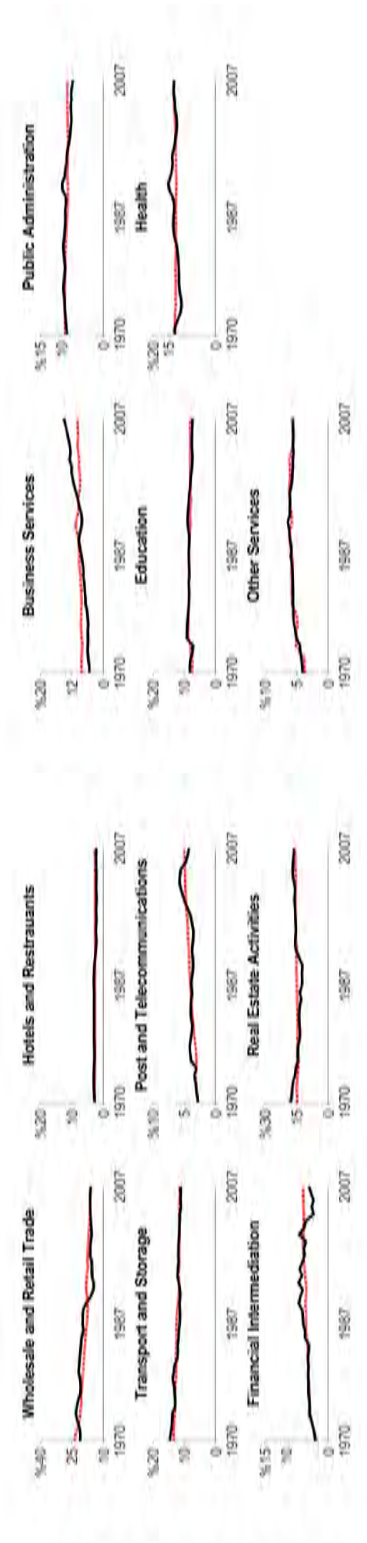 Wholesale and Retail Trade
%40
25
0
1970 1987 2007
Hotels and Restrauants
%20
10
0
1970 1987 2007
Business Services
%20
12
0
1970 1987 2007
Public Administration
%15
10
0
1970 1987 2007
Transport and Storage
%20
10
0
1970 1987 2007
Post and Telecommunications
%10
5
0
1970 1987 2007
Education
%20
10
0
1970 1987 2007
Health
%20
15
0
1970 1987 2007
Financial Intermediation
%15
10
0
1970 1987 2007
Real Estate Activities
%30
15
0
1970 1987 2007
Other Services
%10
5
0
1970 1987 2007